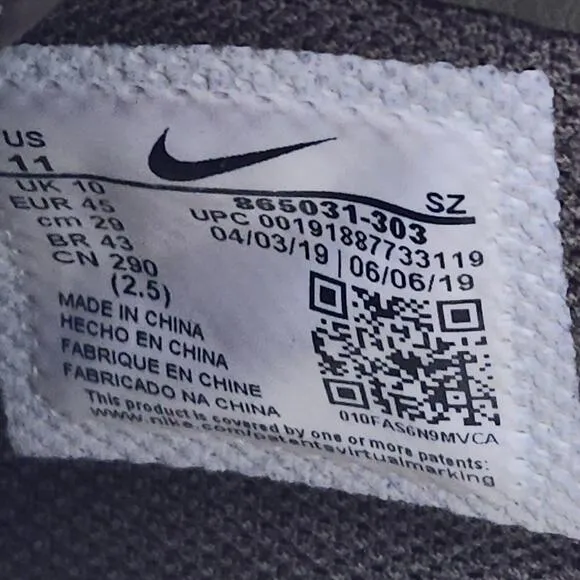 US
11
UK 10
EUR 45
cm 29
BR 43
CN 290
(2.5)
SZ
865031-303
UPC 00191887733119
04/03/19 | 06/06/19
MADE IN CHINA
HECHO EN CHINA
FABRIQUE EN CHINE
FABRICADO NA CHINA
010FAS6N9MVCA
This product is covered by one or more patents:
www.nike.com/patentsvirtualmarking